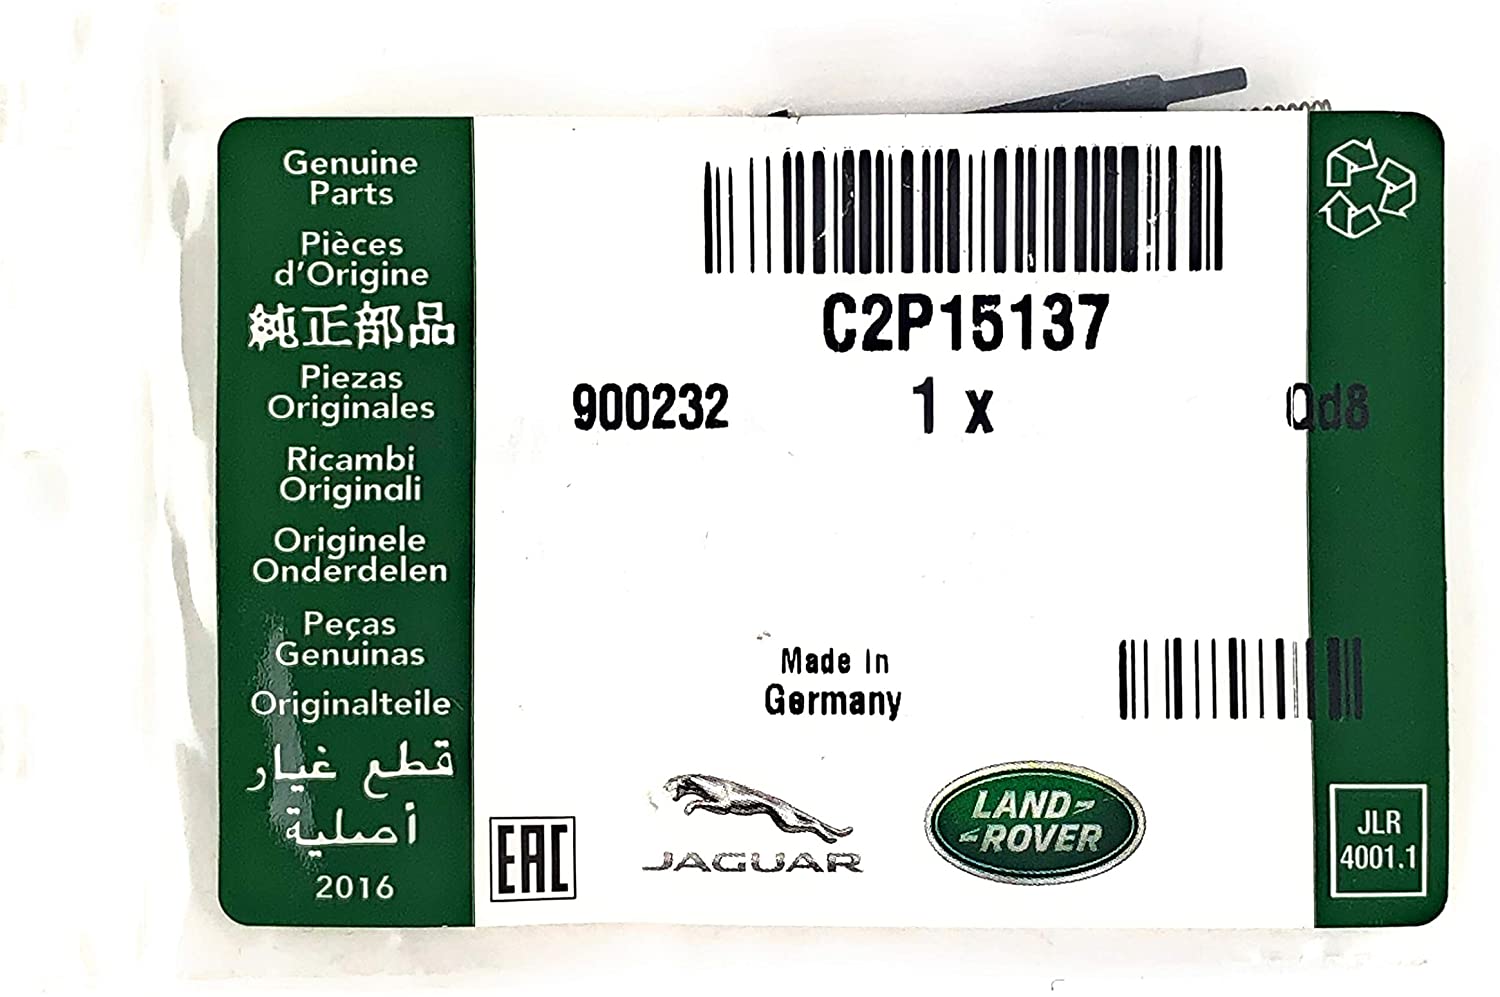 Genuine
Parts
Pièces
d'Origine
純正部品
Piezas
Originales
Ricambi
Originali
Originele
Onderdelen
Peças
Genuinas
Originalteile
قطع غيار
أصلية
2016
C2P15137
900232 1 x Qd8
Made In
Germany
EAC
JAGUAR
LAND-
-ROVER
JLR
4001.1